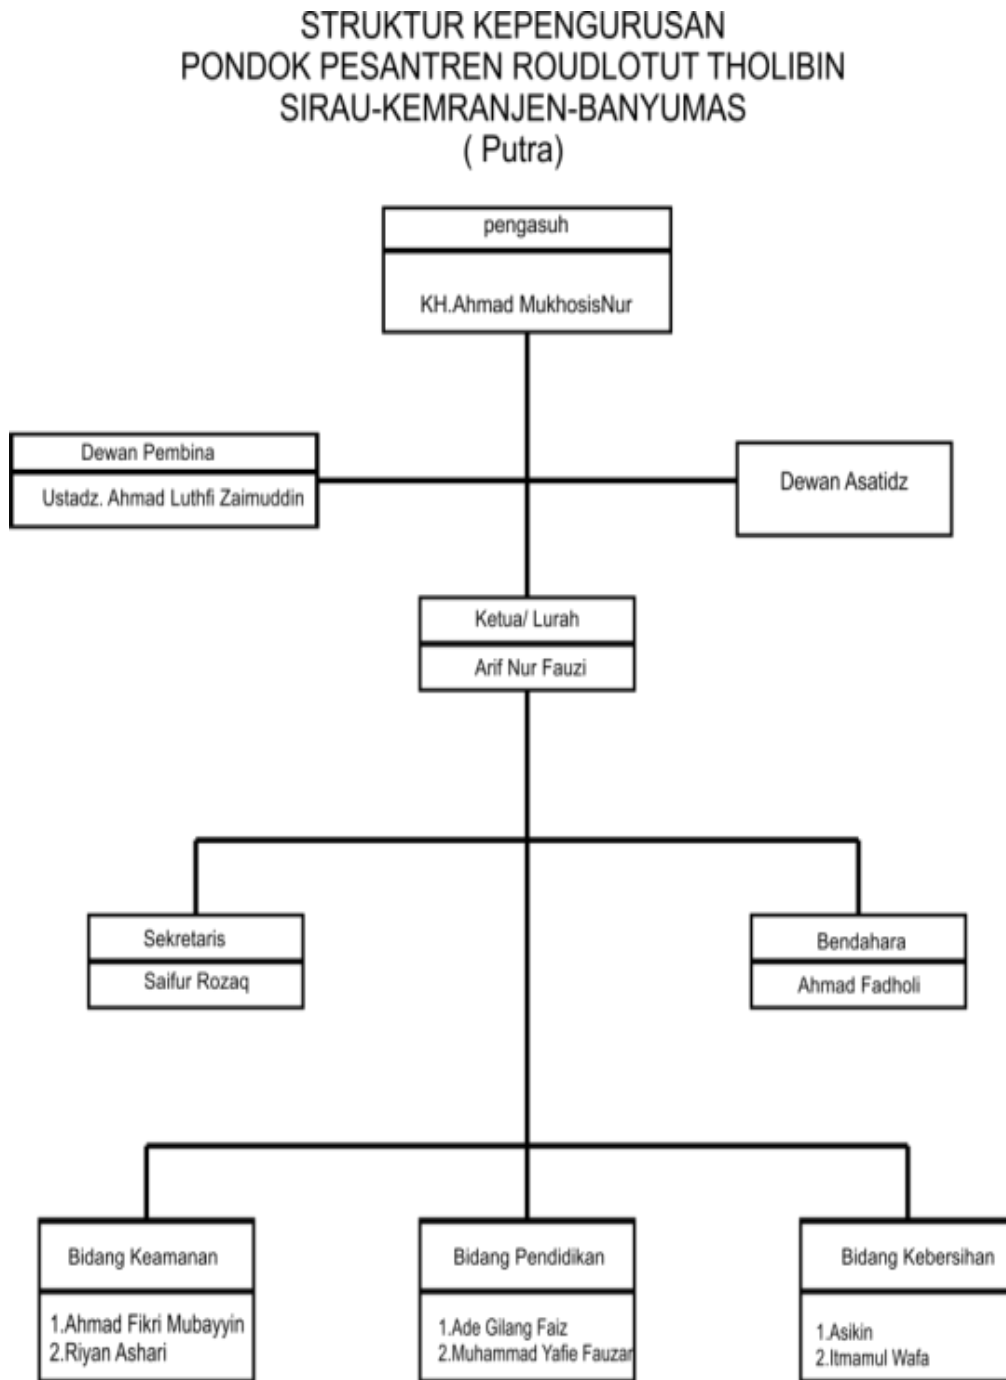 STRUKTUR KEPENGURUSAN
PONDOK PESANTREN ROUDLOTUT THOLIBIN
SIRAU-KEMRANJEN-BANYUMAS
( Putra)
pengasuh
KH.Ahmad MukhosisNur
Dewan Pembina
Ustadz. Ahmad Luthfi Zaimuddin
Dewan Asatidz
Ketua/ Lurah
Arif Nur Fauzi
Sekretaris
Saifur Rozaq
Bendahara
Ahmad Fadholi
Bidang Keamanan
1.Ahmad Fikri Mubayyin
2.Riyan Ashari
Bidang Pendidikan
1.Ade Gilang Faiz
2.Muhammad Yafie Fauzan
Bidang Kebersihan
1.Asikin
2.Itmamul Wafa